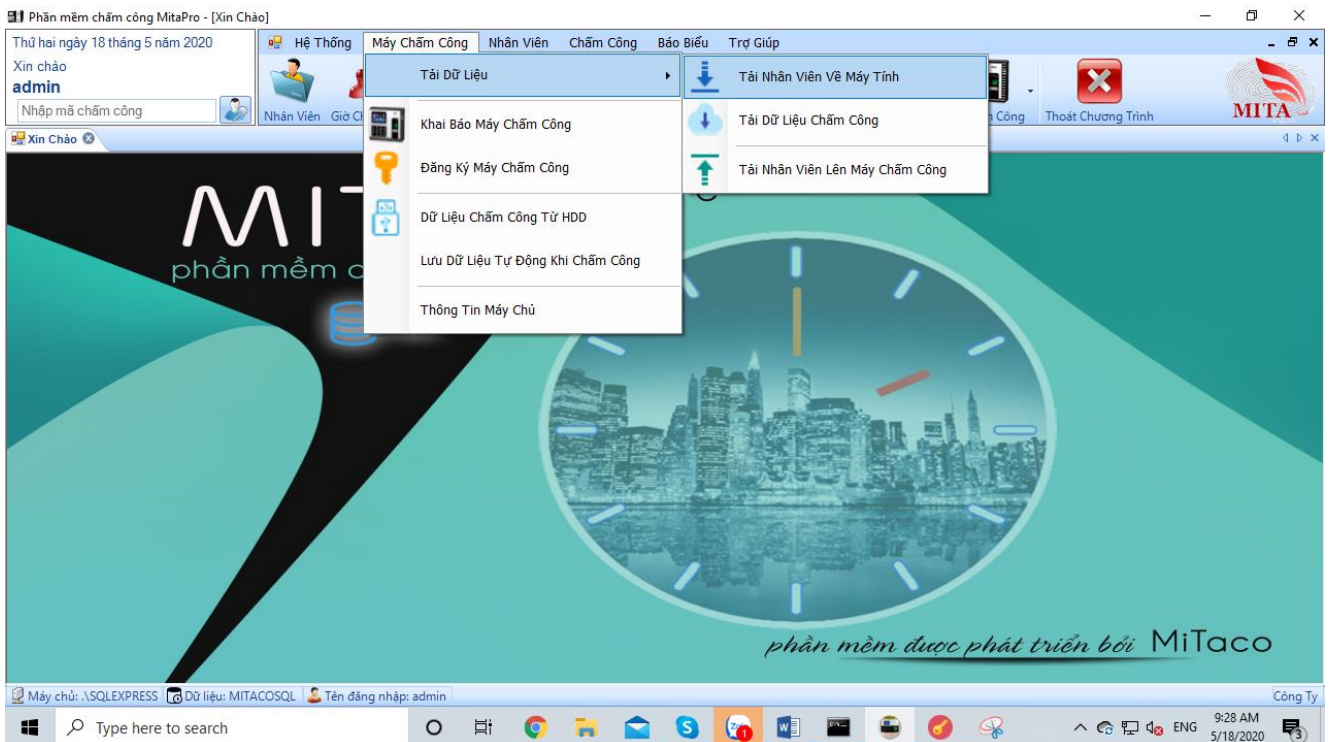 Phần mềm chấm công MitaPro - [Xin Chào]
Thứ hai ngày 18 tháng 5 năm 2020
Hệ Thống Máy Chấm Công Nhân Viên Chấm Công Báo Biểu Trợ Giúp
Xin chào
admin
Nhập mã chấm công
Nhân Viên Giờ
Công Thoát Chương Trình
MITA
Xin Chào
Tải Dữ Liệu
Khai Báo Máy Chấm Công
Đăng Ký Máy Chấm Công
Dữ Liệu Chấm Công Từ HDD
Lưu Dữ Liệu Tự Động Khi Chấm Công
Thông Tin Máy Chủ
Tải Nhân Viên Về Máy Tính
Tải Dữ Liệu Chấm Công
Tải Nhân Viên Lên Máy Chấm Công
phần mềm
phần mềm được phát triển bởi MiTaco
Máy chủ: .\SQLEXPRESS Dữ liệu: MITACOSQL Tên đăng nhập: admin Công Ty
Type here to search
ENG
9:28 AM
5/18/2020
3